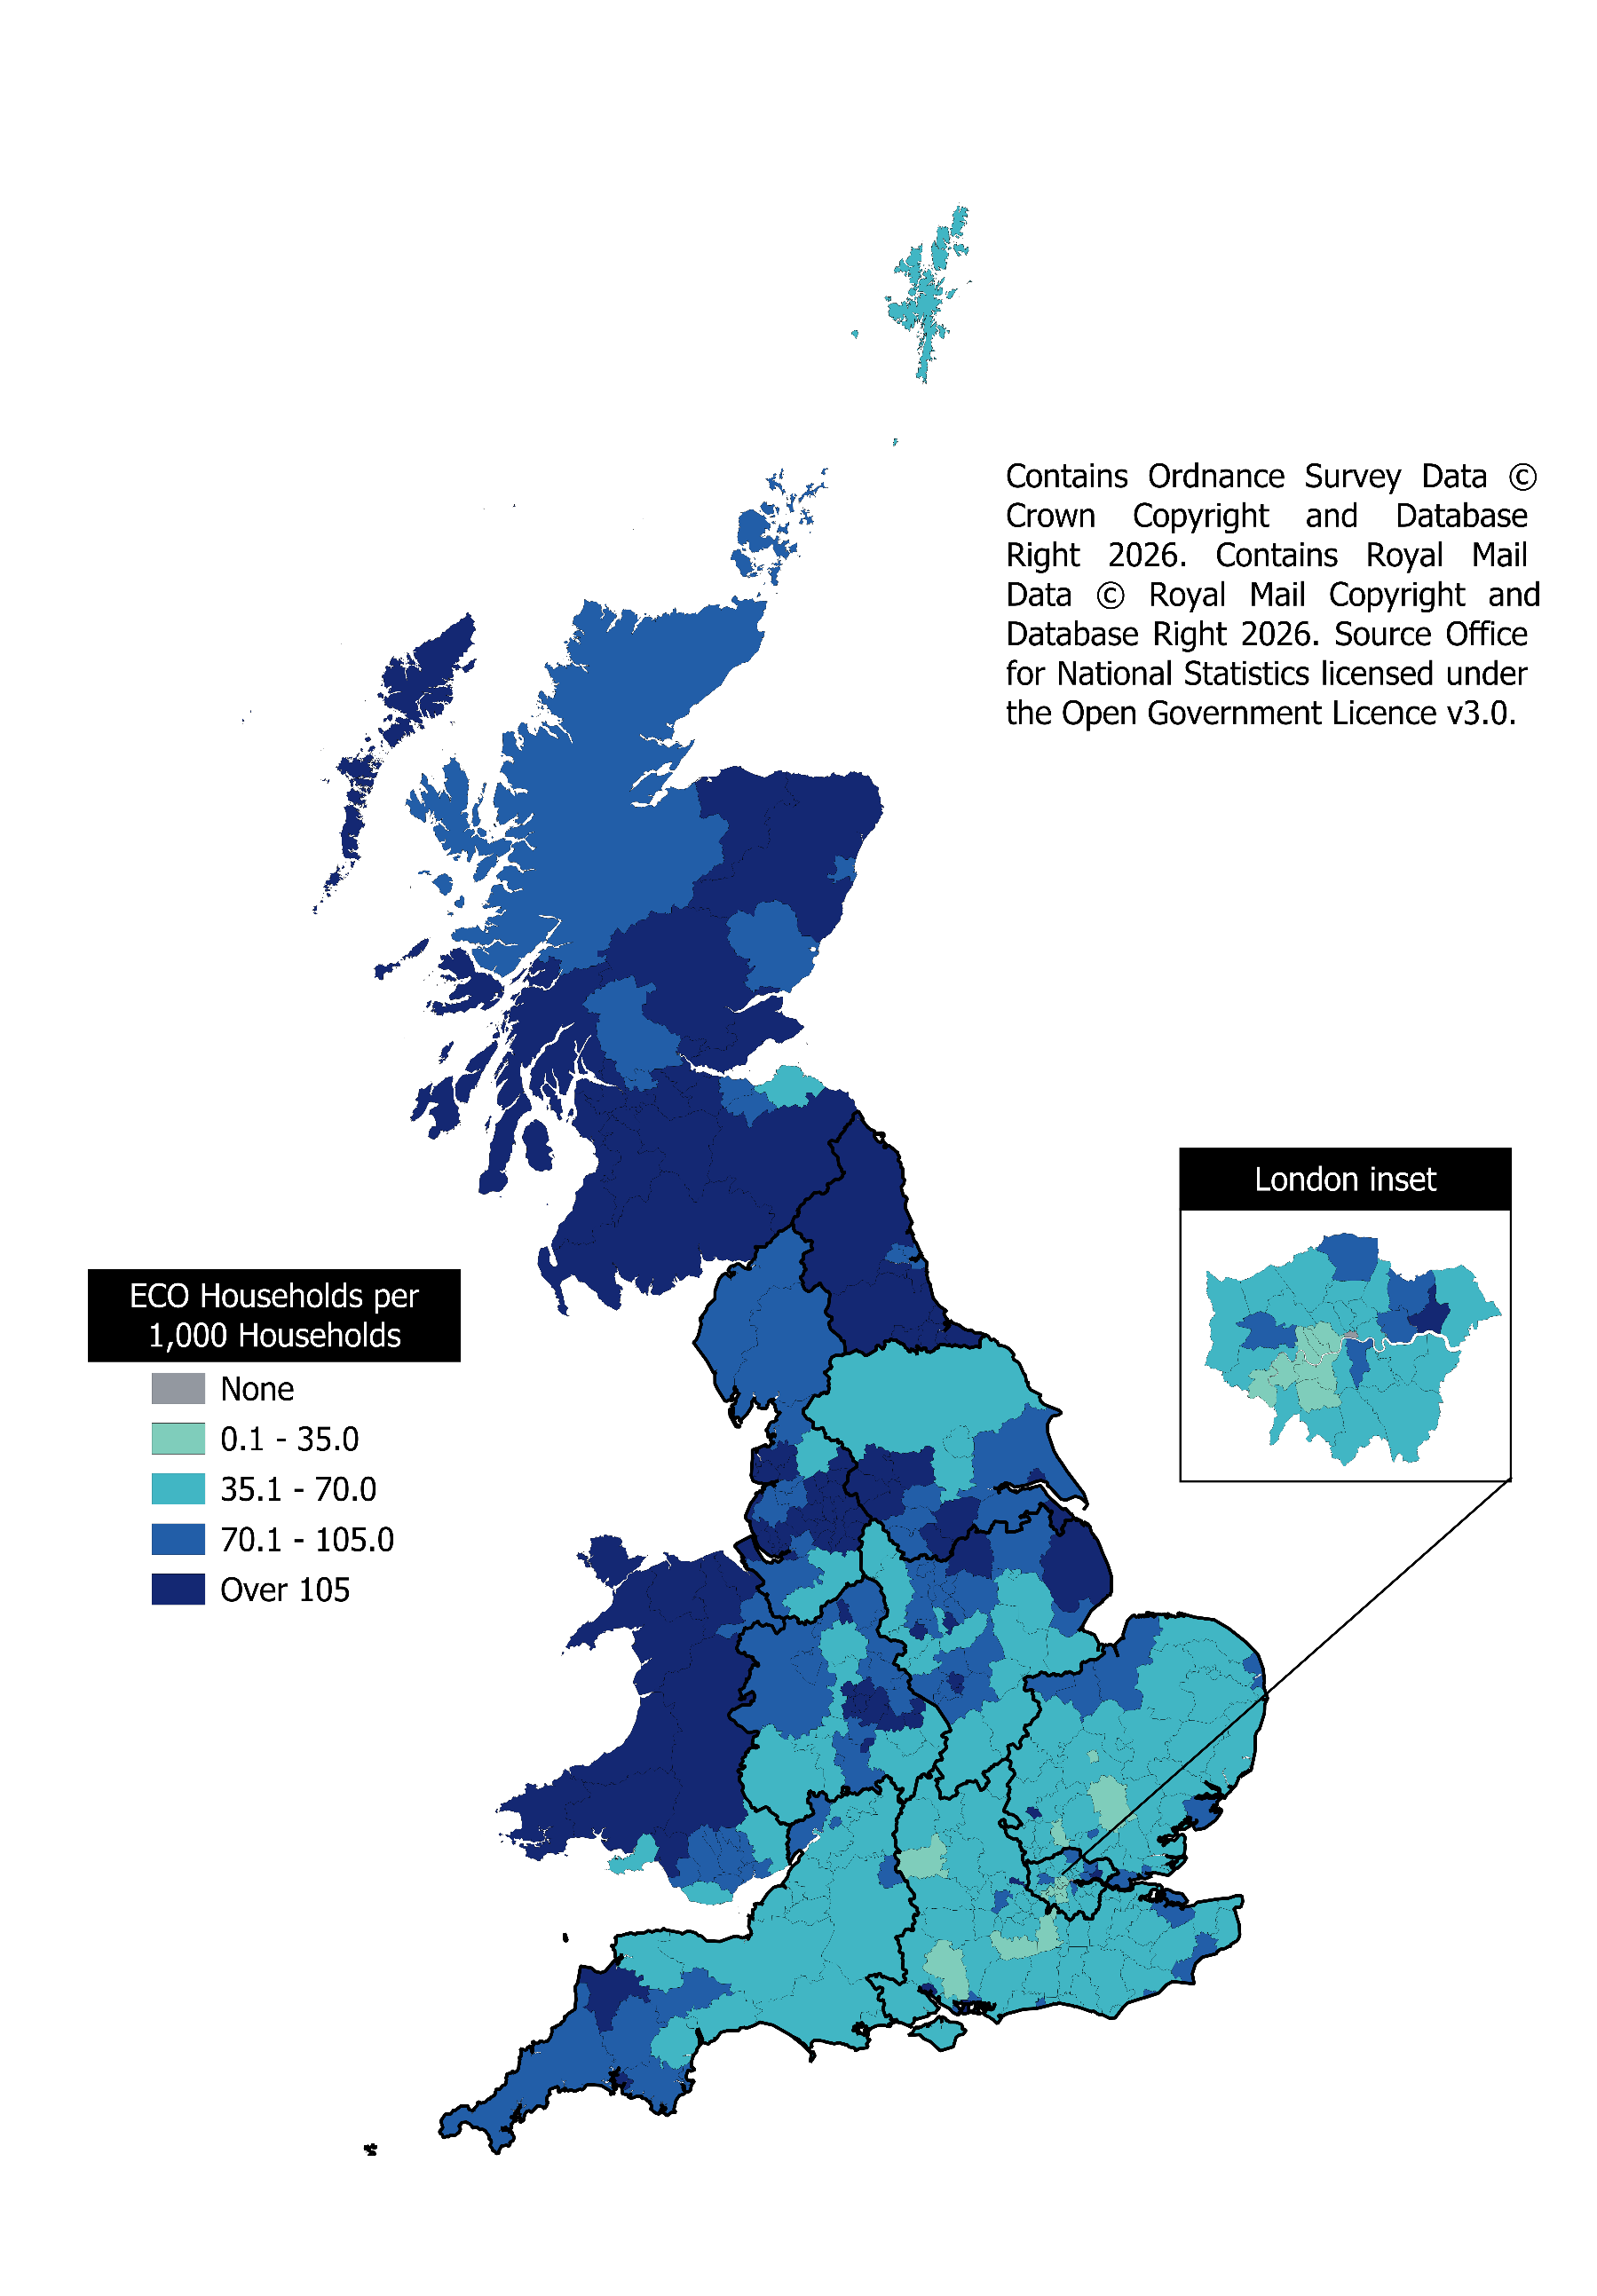 Contains Ordnance Survey Data ©
Crown Copyright and Database
Right 2026. Contains Royal Mail
Data © Royal Mail Copyright and
Database Right 2026. Source Office
for National Statistics licensed under
the Open Government Licence v3.0.
London inset
ECO Households per
1,000 Households
None
0.1 - 35.0
35.1 - 70.0
70.1 - 105.0
Over 105